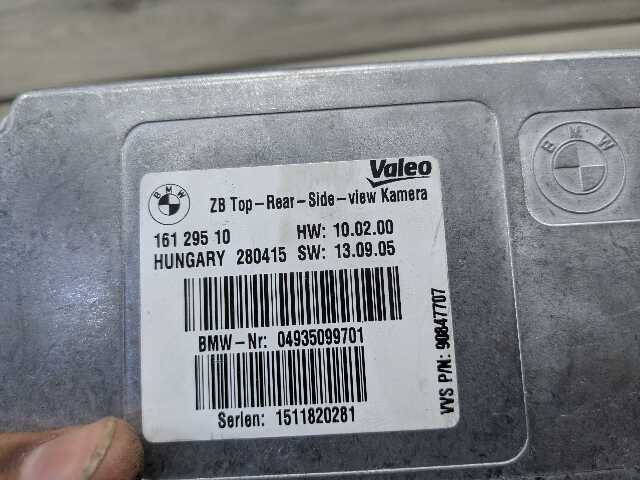 Valeo
BMW
ZB Top-Rear-Side-view Kamera
161 295 10 HW: 10.02.00
HUNGARY 280415 SW: 13.09.05
BMW-Nr: 04935099701
Serien: 1511820281
VVS P/N: 90847707
BMW